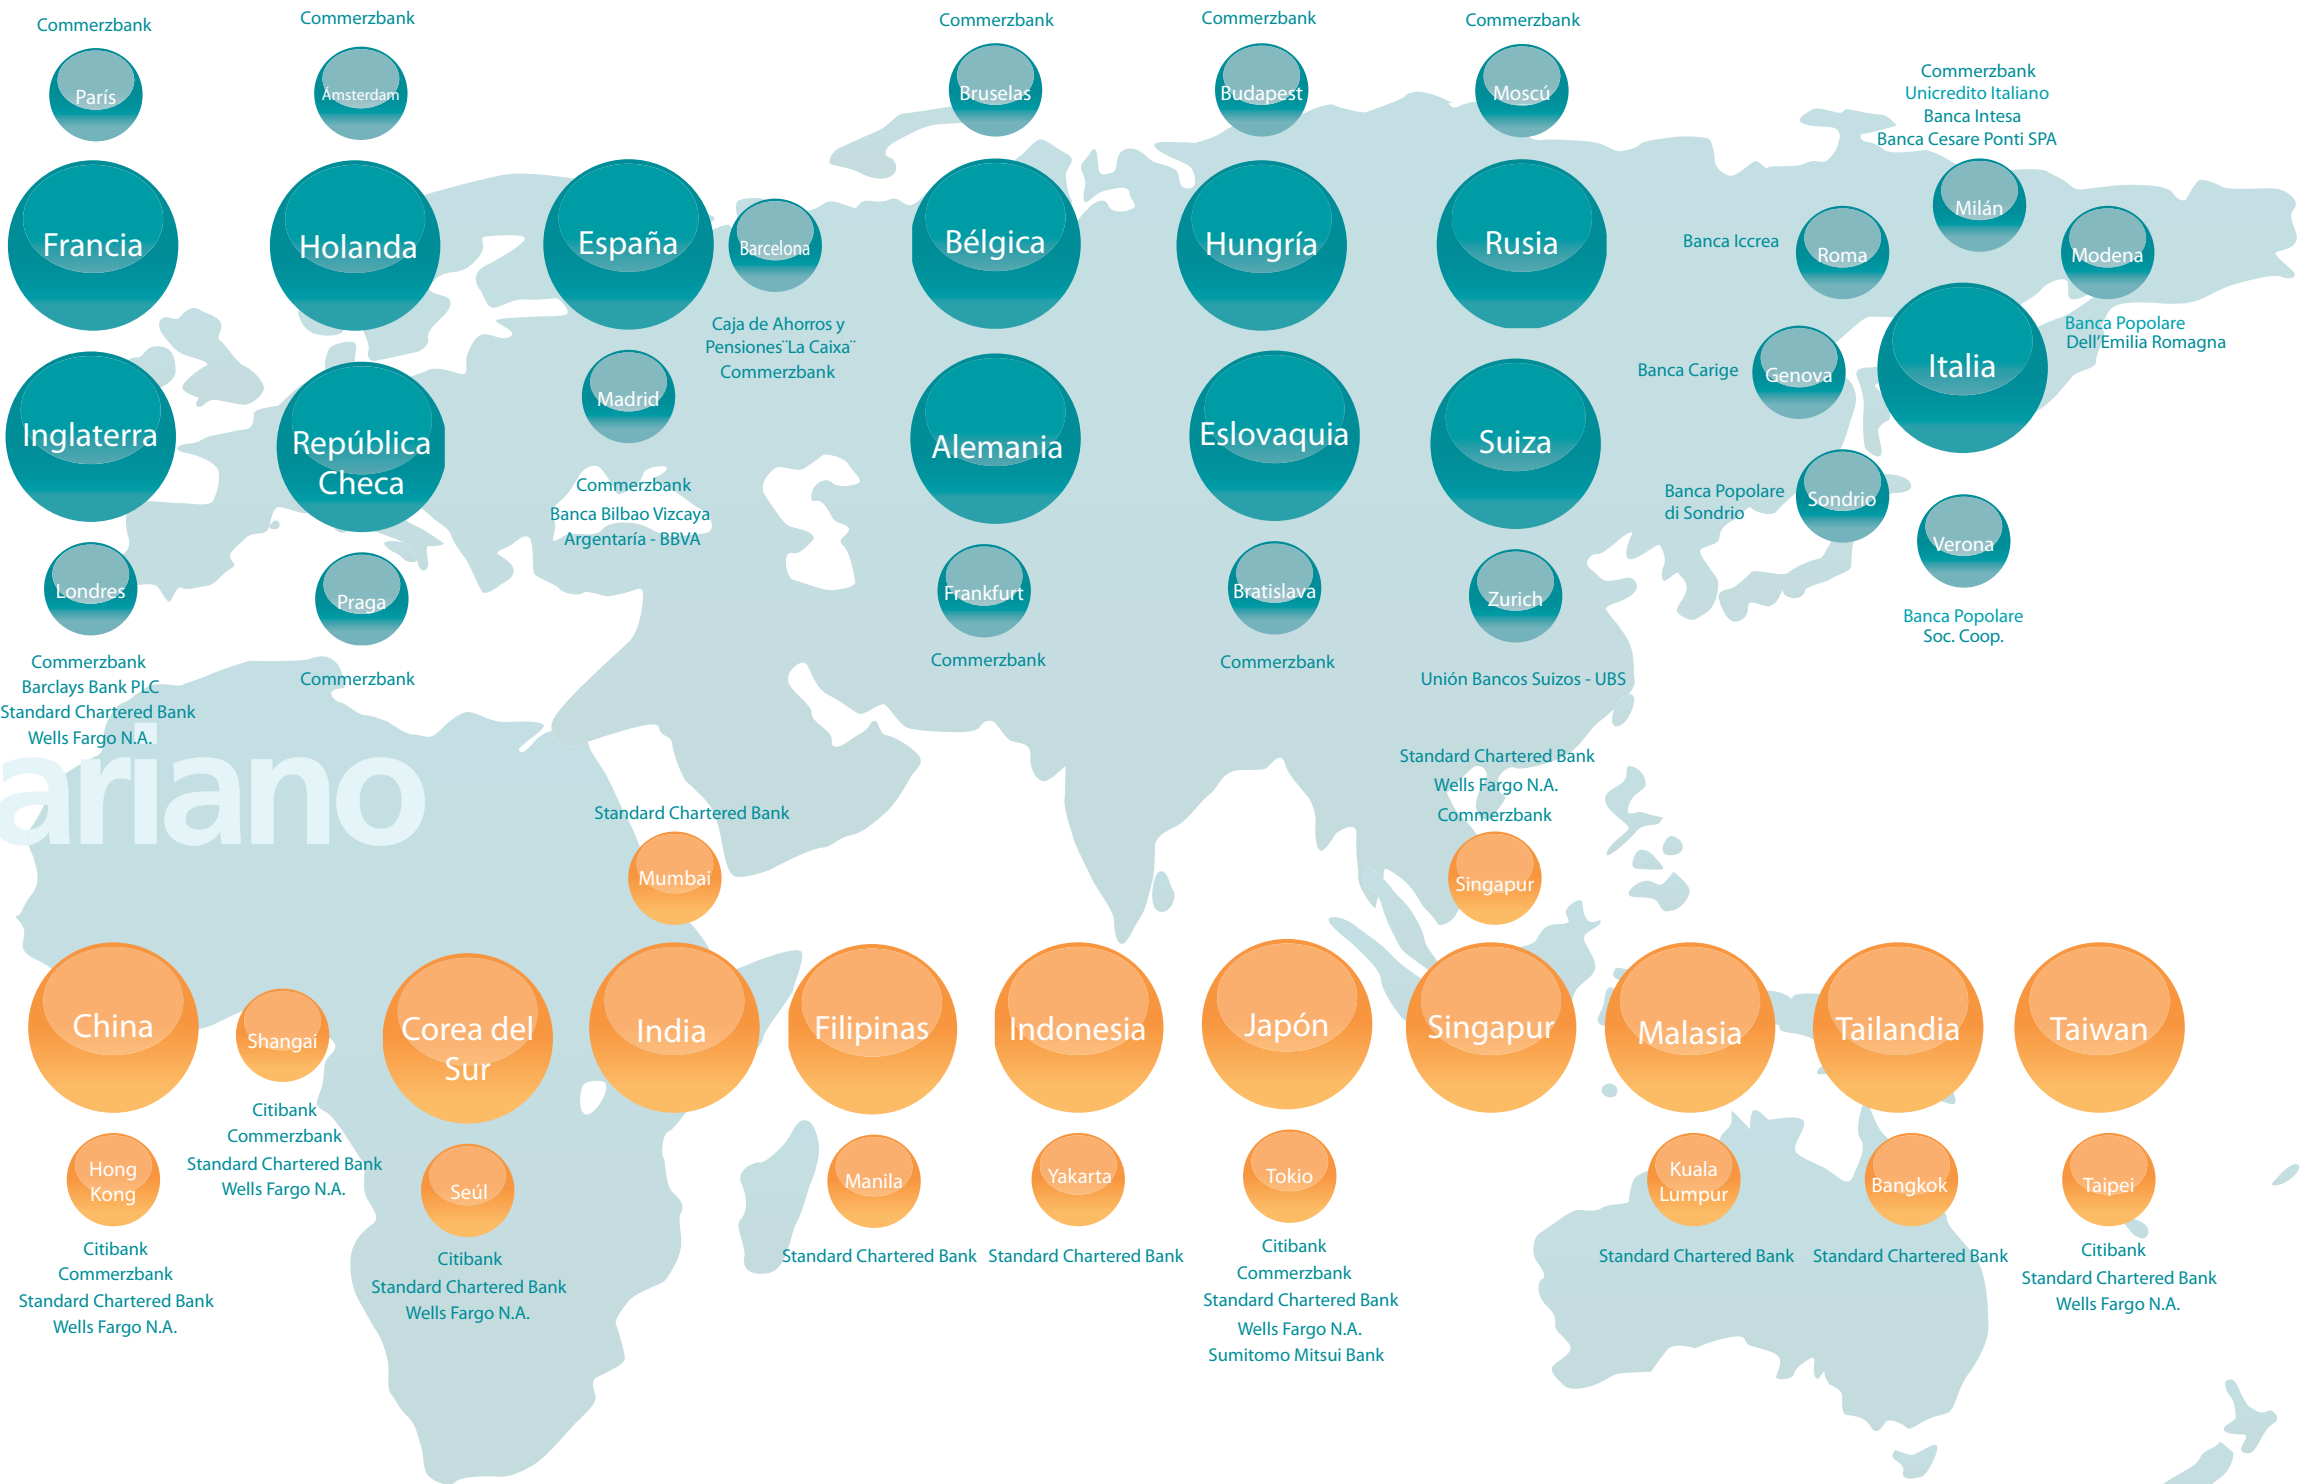 Commerzbank
París
Francia
Commerzbank
Ámsterdam
Holanda
España
Barcelona
Caja de Ahorros y
Pensiones¨La Caixa¨
Commerzbank
Madrid
Commerzbank
Banca Bilbao Vizcaya
Argentaría - BBVA
Commerzbank
Bruselas
Bélgica
Commerzbank
Budapest
Hungría
Commerzbank
Moscú
Rusia
Commerzbank
Unicredito Italiano
Banca Intesa
Banca Cesare Ponti SPA
Milán
Banca Iccrea
Roma
Modena
Banca Popolare
Dell'Emilia Romagna
Italia
Banca Carige
Genova
Banca Popolare
di Sondrio
Sondrio
Verona
Banca Popolare
Soc. Coop.
Inglaterra
Londres
Commerzbank
Barclays Bank PLC
Standard Chartered Bank
Wells Fargo N.A.
República
Checa
Praga
Commerzbank
Alemania
Frankfurt
Commerzbank
Eslovaquia
Bratislava
Commerzbank
Suiza
Zurich
Unión Bancos Suizos - UBS
ariano
China
Hong
Kong
Citibank
Commerzbank
Standard Chartered Bank
Wells Fargo N.A.
Shangai
Citibank
Commerzbank
Standard Chartered Bank
Wells Fargo N.A.
Corea del
Sur
Seúl
Citibank
Standard Chartered Bank
Wells Fargo N.A.
Standard Chartered Bank
Mumbai
India
Filipinas
Manila
Standard Chartered Bank
Indonesia
Yakarta
Standard Chartered Bank
Japón
Tokio
Citibank
Commerzbank
Standard Chartered Bank
Wells Fargo N.A.
Sumitomo Mitsui Bank
Standard Chartered Bank
Wells Fargo N.A.
Commerzbank
Singapur
Singapur
Malasia
Kuala
Lumpur
Standard Chartered Bank
Tailandia
Bangkok
Standard Chartered Bank
Taiwan
Taipei
Citibank
Standard Chartered Bank
Wells Fargo N.A.